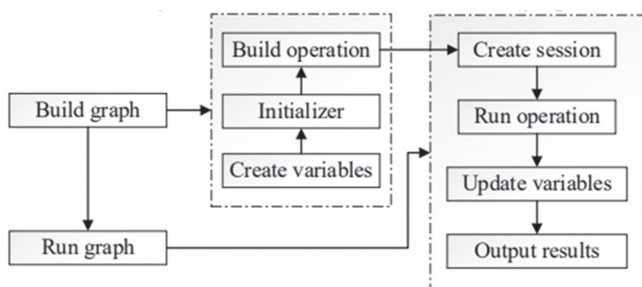 Build graph
Run graph
Build operation
Initializer
Create variables
Create session
Run operation
Update variables
Output results